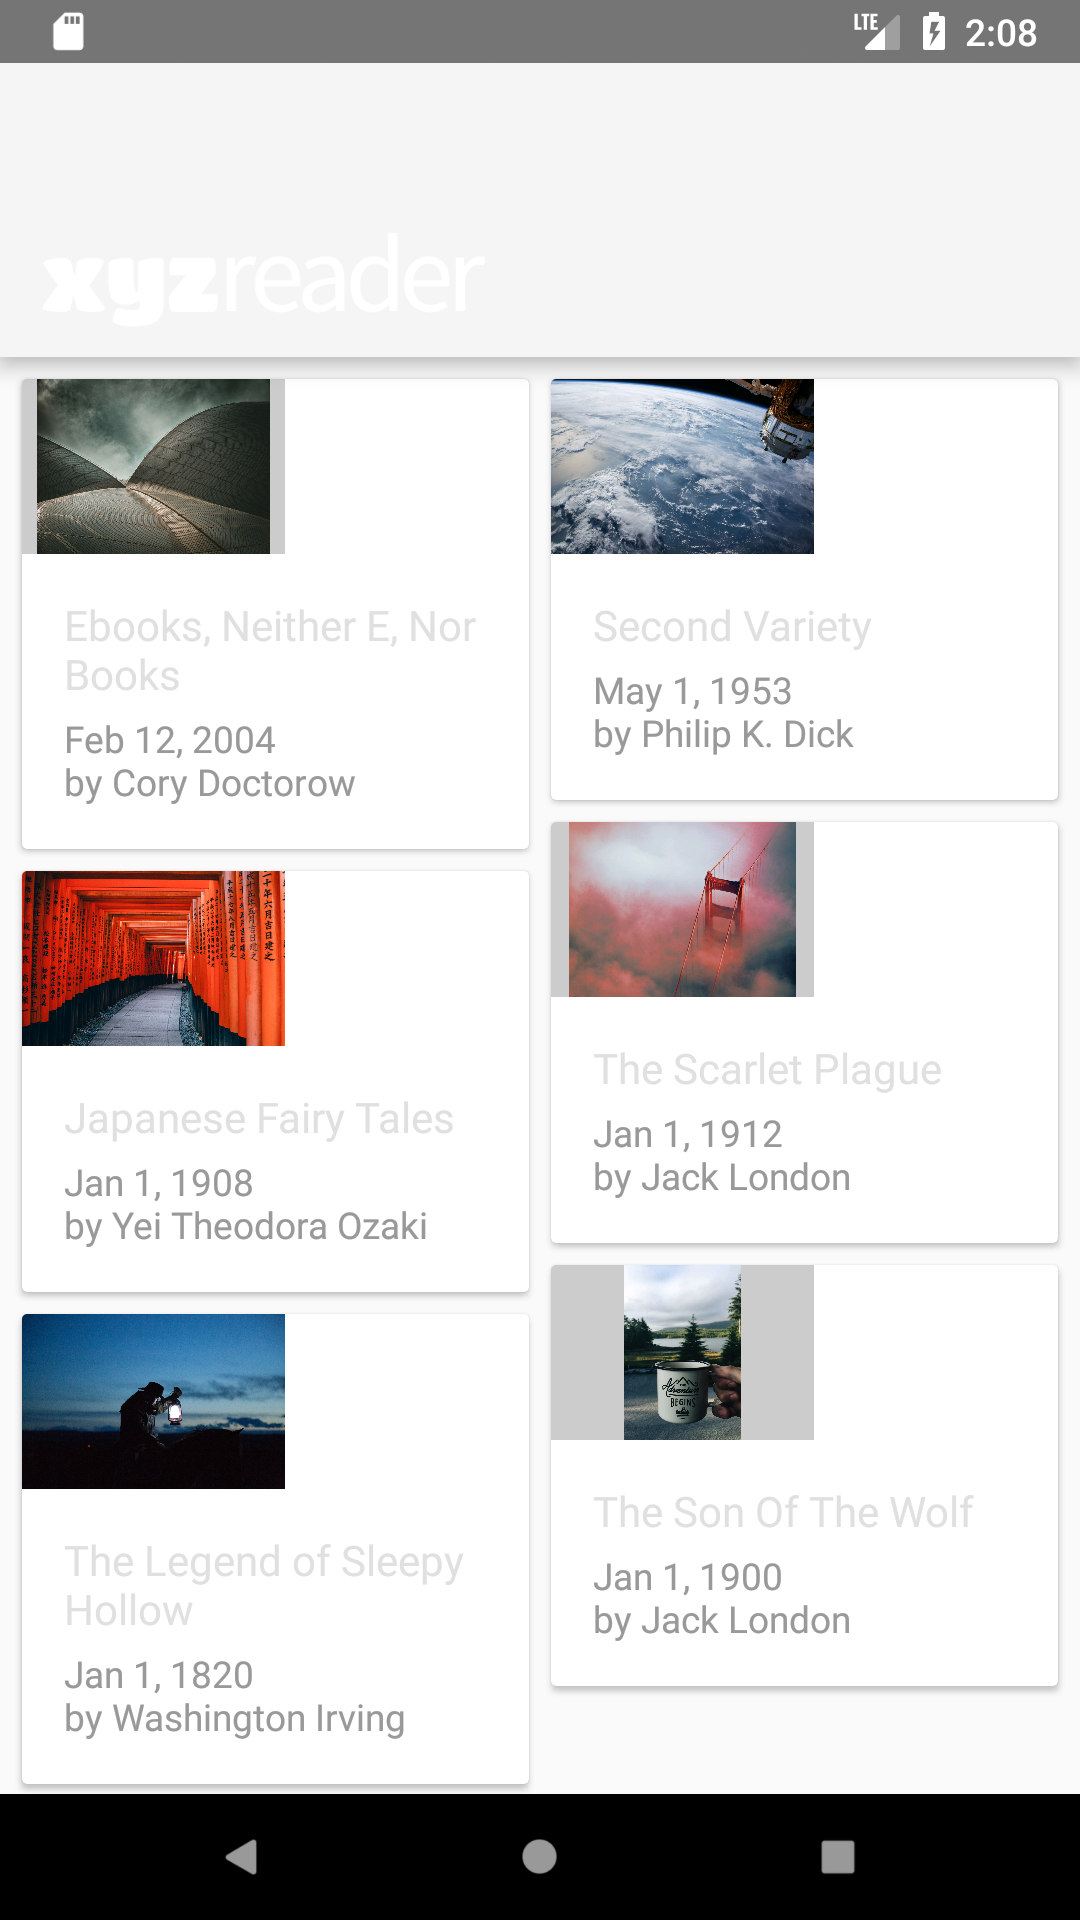 LTE 2:08
xyzreader
Ebooks, Neither E, Nor
Books
Feb 12, 2004
by Cory Doctorow
Second Variety
May 1, 1953
by Philip K. Dick
Japanese Fairy Tales
Jan 1, 1908
by Yei Theodora Ozaki
The Scarlet Plague
Jan 1, 1912
by Jack London
The Legend of Sleepy
Hollow
Jan 1, 1820
by Washington Irving
Adventure
BEGINS
The Son Of The Wolf
Jan 1, 1900
by Jack London